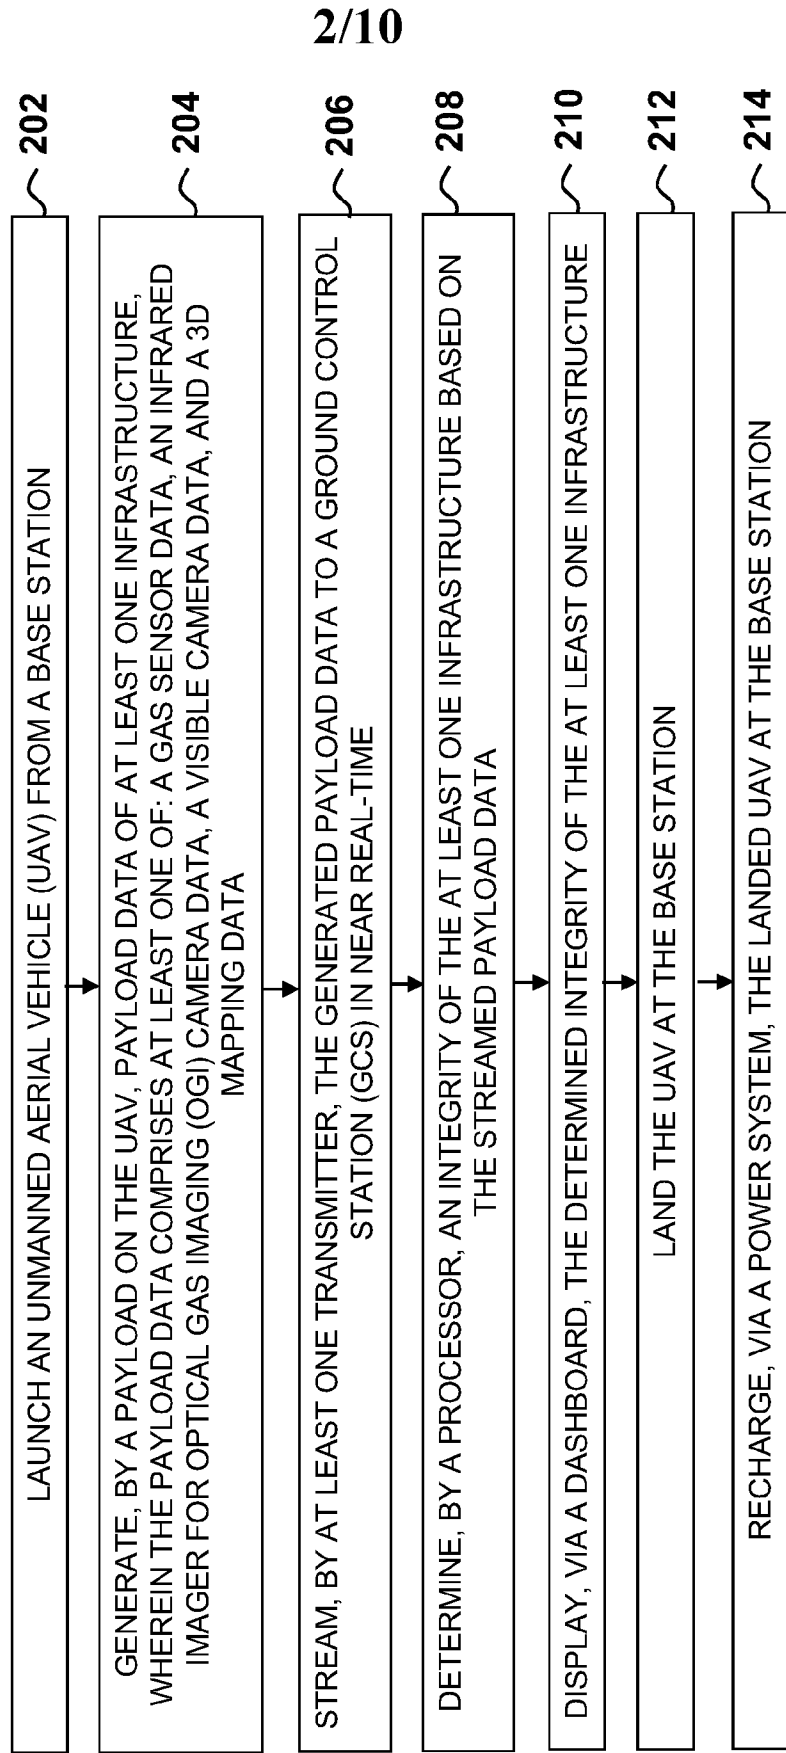 2/10
LAUNCH AN UNMANNED AERIAL VEHICLE (UAV) FROM A BASE STATION
202
GENERATE, BY A PAYLOAD ON THE UAV, PAYLOAD DATA OF AT LEAST ONE INFRASTRUCTURE,
WHEREIN THE PAYLOAD DATA COMPRISES AT LEAST ONE OF: A GAS SENSOR DATA, AN INFRARED
IMAGER FOR OPTICAL GAS IMAGING (OGI) CAMERA DATA, A VISIBLE CAMERA DATA, AND A 3D
MAPPING DATA
204
STREAM, BY AT LEAST ONE TRANSMITTER, THE GENERATED PAYLOAD DATA TO A GROUND CONTROL
STATION (GCS) IN NEAR REAL-TIME
206
DETERMINE, BY A PROCESSOR, AN INTEGRITY OF THE AT LEAST ONE INFRASTRUCTURE BASED ON
THE STREAMED PAYLOAD DATA
208
DISPLAY, VIA A DASHBOARD, THE DETERMINED INTEGRITY OF THE AT LEAST ONE INFRASTRUCTURE
210
LAND THE UAV AT THE BASE STATION
212
RECHARGE, VIA A POWER SYSTEM, THE LANDED UAV AT THE BASE STATION
214